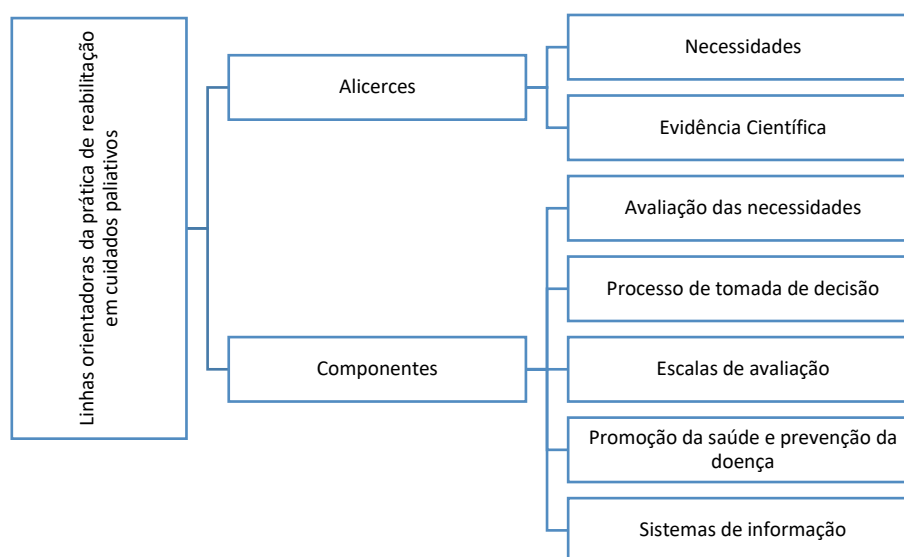 Linhas orientadoras da prática de reabilitação
em cuidados paliativos
Alicerces
Necessidades
Evidência Científica
Componentes
Avaliação das necessidades
Processo de tomada de decisão
Escalas de avaliação
Promoção da saúde e prevenção da
doença
Sistemas de informação